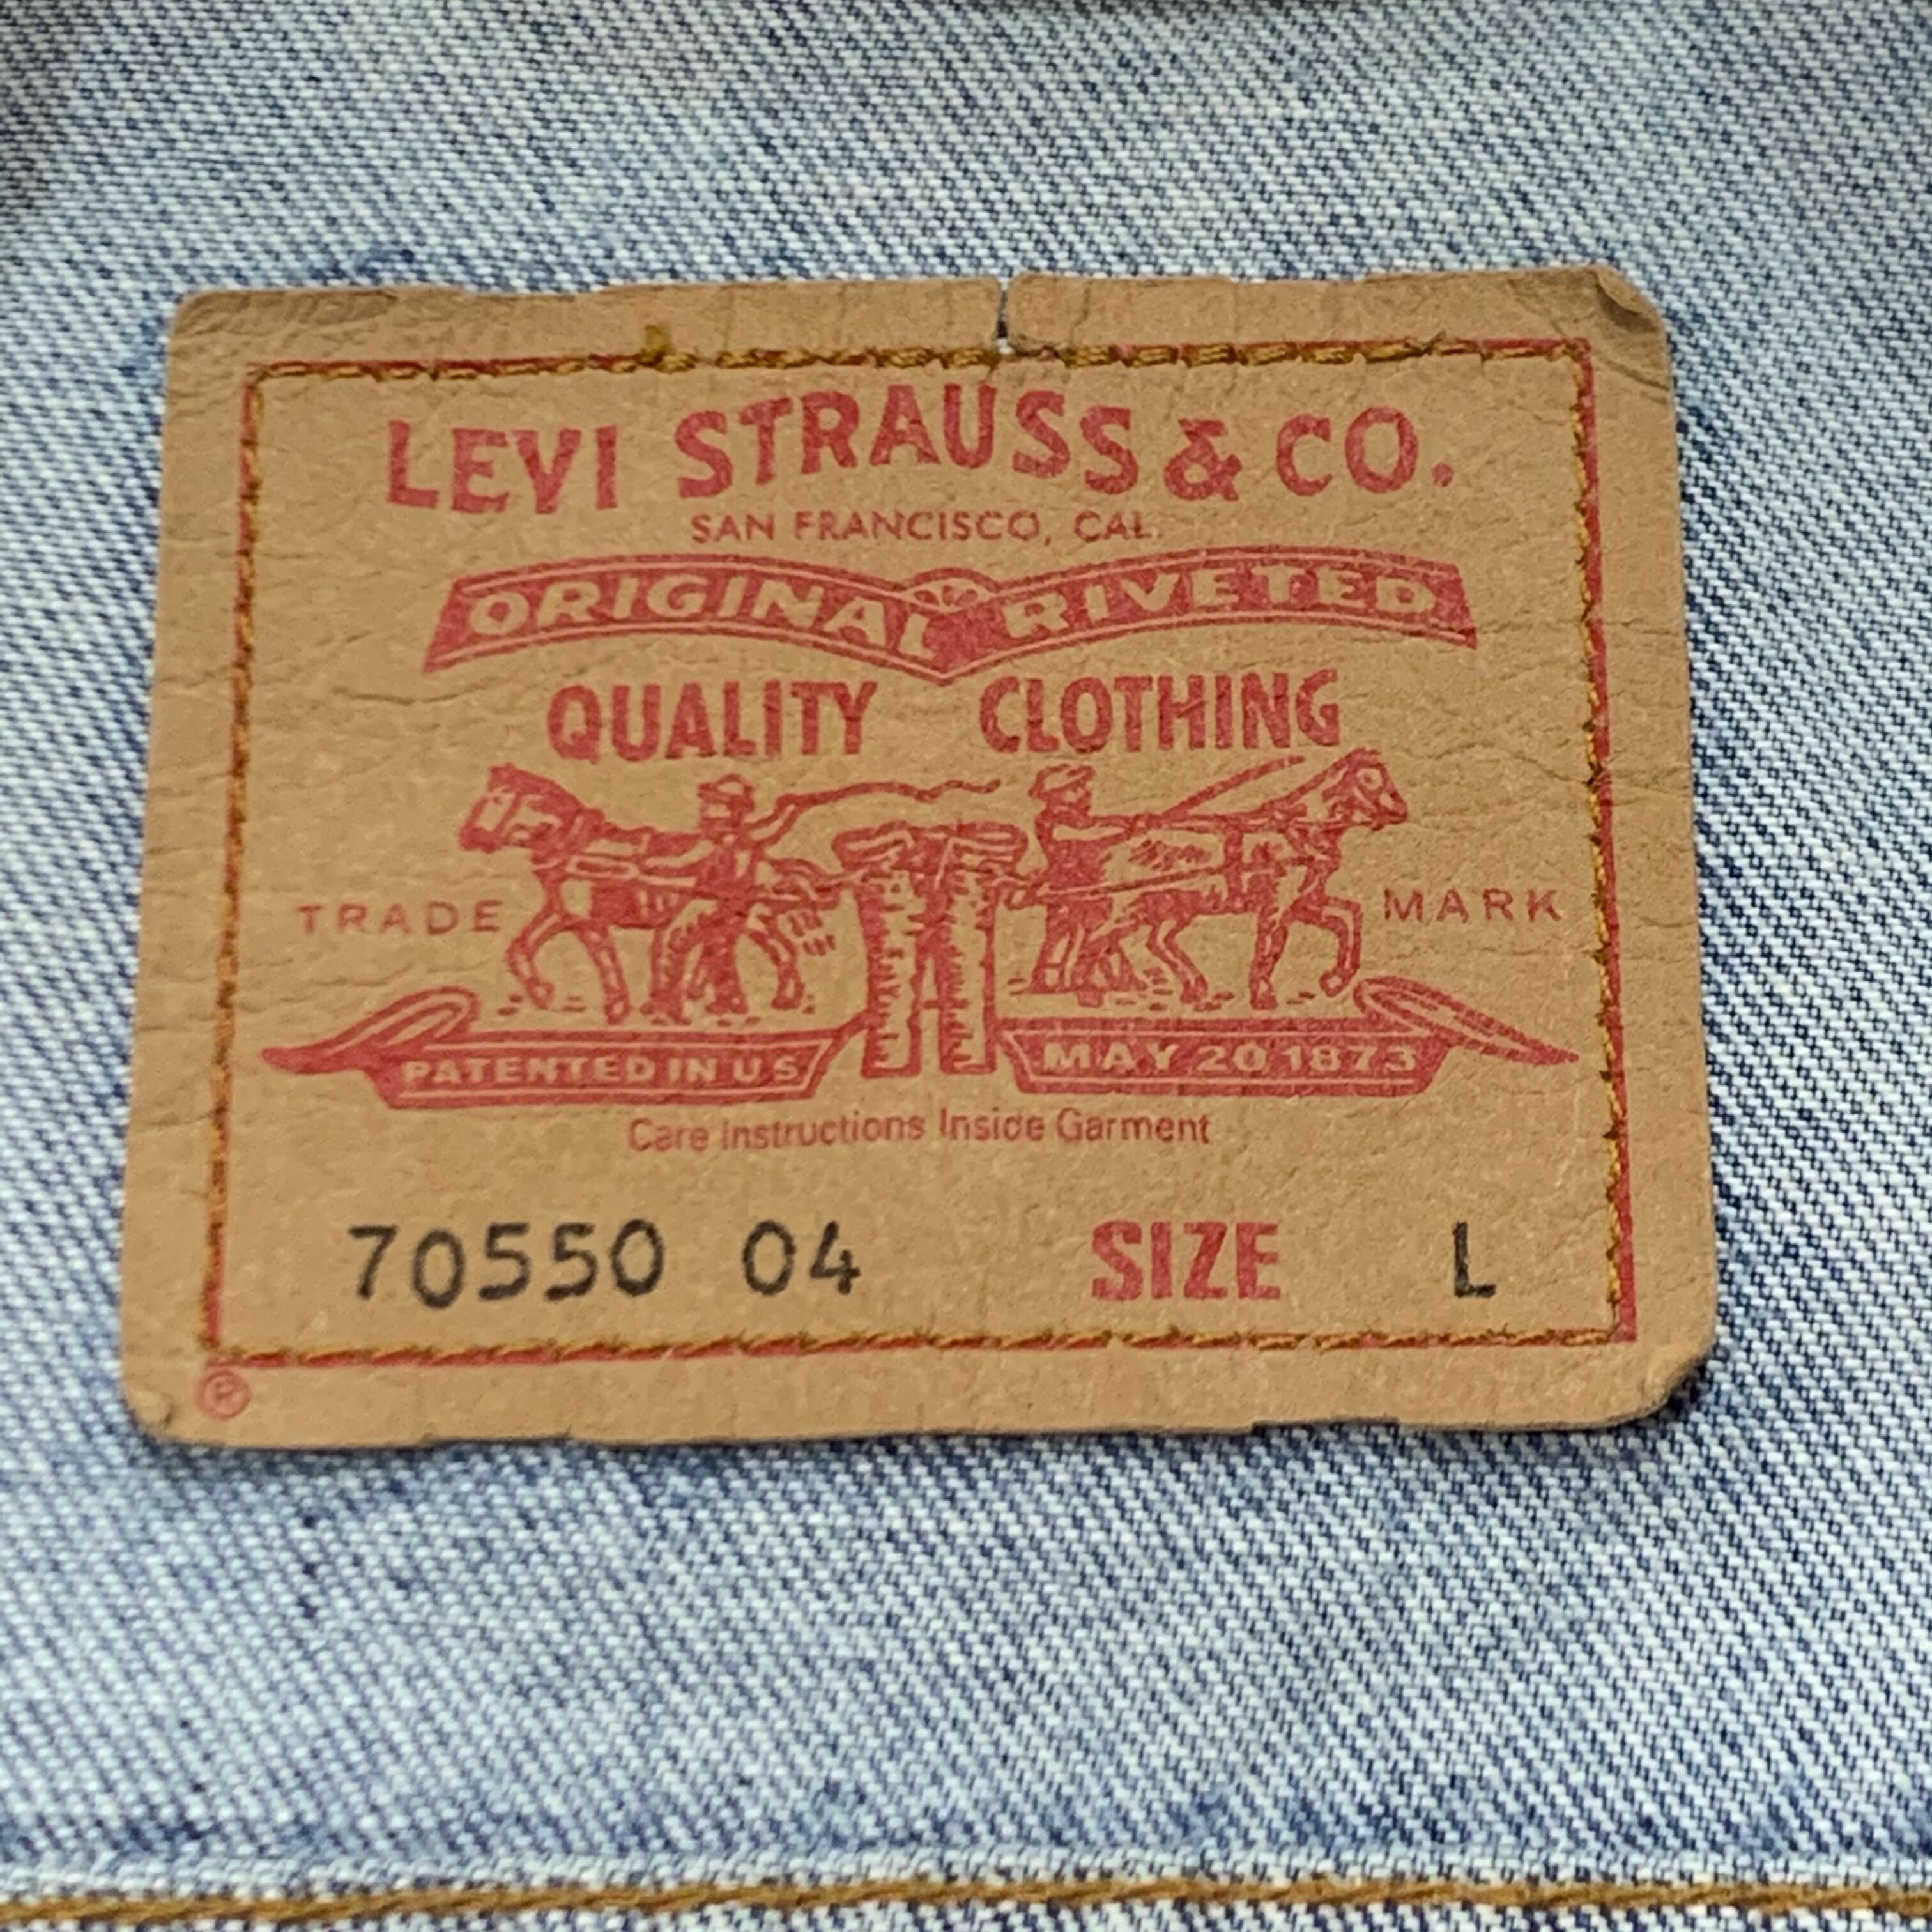 LEVI STRAUSS & CO.
SAN FRANCISCO, CAL.
ORIGINAL RIVETED
QUALITY CLOTHING
TRADE MARK
PATENTED IN U S MAY 20 1873
Care Instructions Inside Garment
70550 04 SIZE L
®